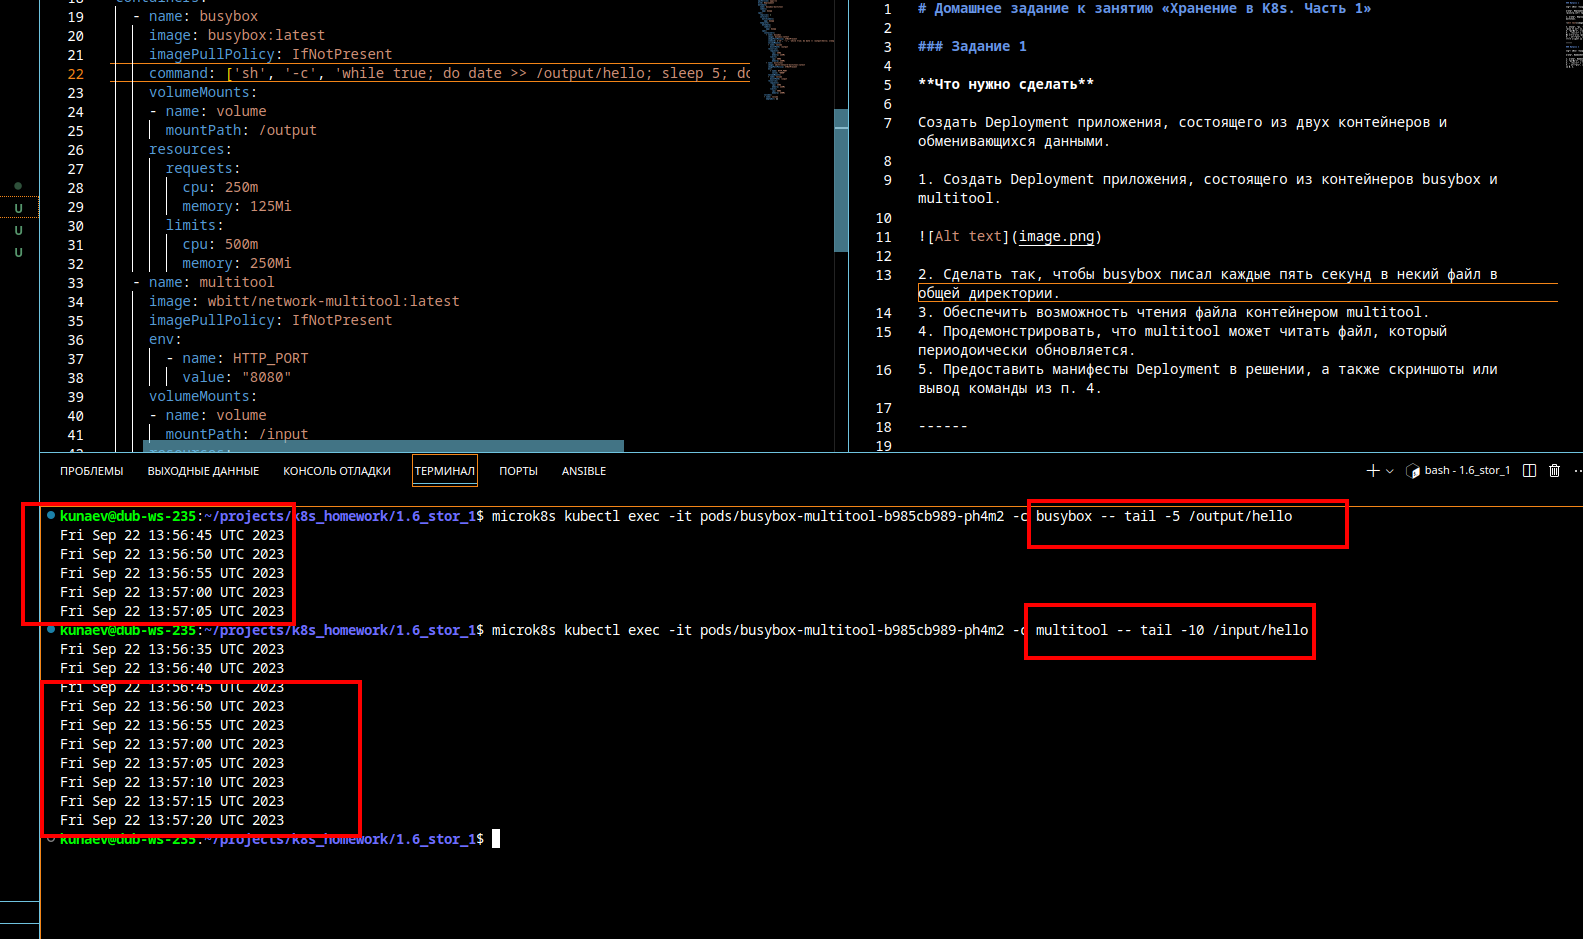 containers:
19 - name: busybox
20 image: busybox:latest
21 imagePullPolicy: IfNotPresent
22 command: ['sh', '-c', 'while true; do date >> /output/hello; sleep 5; do
23 volumeMounts:
24 - name: volume
25 mountPath: /output
26 resources:
27 requests:
28 cpu: 250m
29 memory: 125Mi
30 limits:
31 cpu: 500m
32 memory: 250Mi
33 - name: multitool
34 image: wbitt/network-multitool:latest
35 imagePullPolicy: IfNotPresent
36 env:
37 - name: HTTP_PORT
38 value: "8080"
39 volumeMounts:
40 - name: volume
41 mountPath: /input
U
U
U
1 # Домашнее задание к занятию «Хранение в K8s. Часть 1»
2
3 ### Задание 1
4
5 **Что нужно сделать**
6
7 Создать Deployment приложения, состоящего из двух контейнеров и
обменивающихся данными.
8
9 1. Создать Deployment приложения, состоящего из контейнеров busybox и
multitool.
10
11 ![Alt text](image.png)
12
13 2. Сделать так, чтобы busybox писал каждые пять секунд в некий файл в
общей директории.
14 3. Обеспечить возможность чтения файла контейнером multitool.
15 4. Продемонстрировать, что multitool может читать файл, который
периодоически обновляется.
16 5. Предоставить манифесты Deployment в решении, а также скриншоты или
вывод команды из п. 4.
17
18 ------
19
ПРОБЛЕМЫ ВЫХОДНЫЕ ДАННЫЕ КОНСОЛЬ ОТЛАДКИ ТЕРМИНАЛ ПОРТЫ ANSIBLE
bash - 1.6_stor_1
kunaev@dub-ws-235:~/projects/k8s_homework/1.6_stor_1$ microk8s kubectl exec -it pods/busybox-multitool-b985cb989-ph4m2 -c busybox -- tail -5 /output/hello
Fri Sep 22 13:56:45 UTC 2023
Fri Sep 22 13:56:50 UTC 2023
Fri Sep 22 13:56:55 UTC 2023
Fri Sep 22 13:57:00 UTC 2023
Fri Sep 22 13:57:05 UTC 2023
kunaev@dub-ws-235:~/projects/k8s_homework/1.6_stor_1$ microk8s kubectl exec -it pods/busybox-multitool-b985cb989-ph4m2 -c multitool -- tail -10 /input/hello
Fri Sep 22 13:56:35 UTC 2023
Fri Sep 22 13:56:40 UTC 2023
Fri Sep 22 13:56:45 UTC 2023
Fri Sep 22 13:56:50 UTC 2023
Fri Sep 22 13:56:55 UTC 2023
Fri Sep 22 13:57:00 UTC 2023
Fri Sep 22 13:57:05 UTC 2023
Fri Sep 22 13:57:10 UTC 2023
Fri Sep 22 13:57:15 UTC 2023
Fri Sep 22 13:57:20 UTC 2023
kunaev@dub-ws-235:~/projects/k8s_homework/1.6_stor_1$